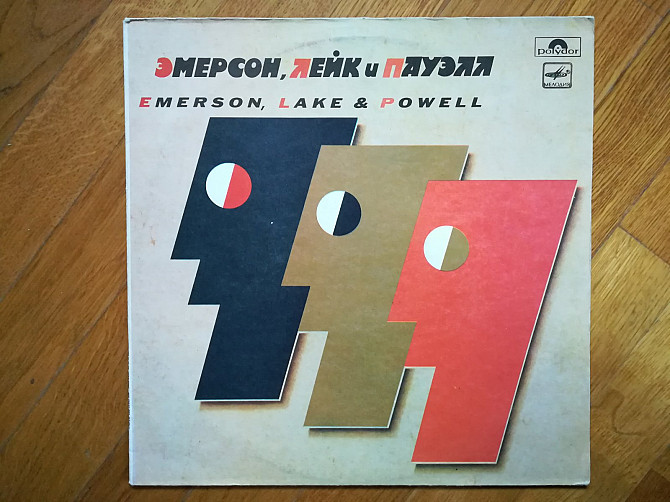 ЭМЕРСОН, ЛЕЙК и ПАУЭЛЛ
EMERSON, LAKE & POWELL
polydor
МЕЛОДИЯ